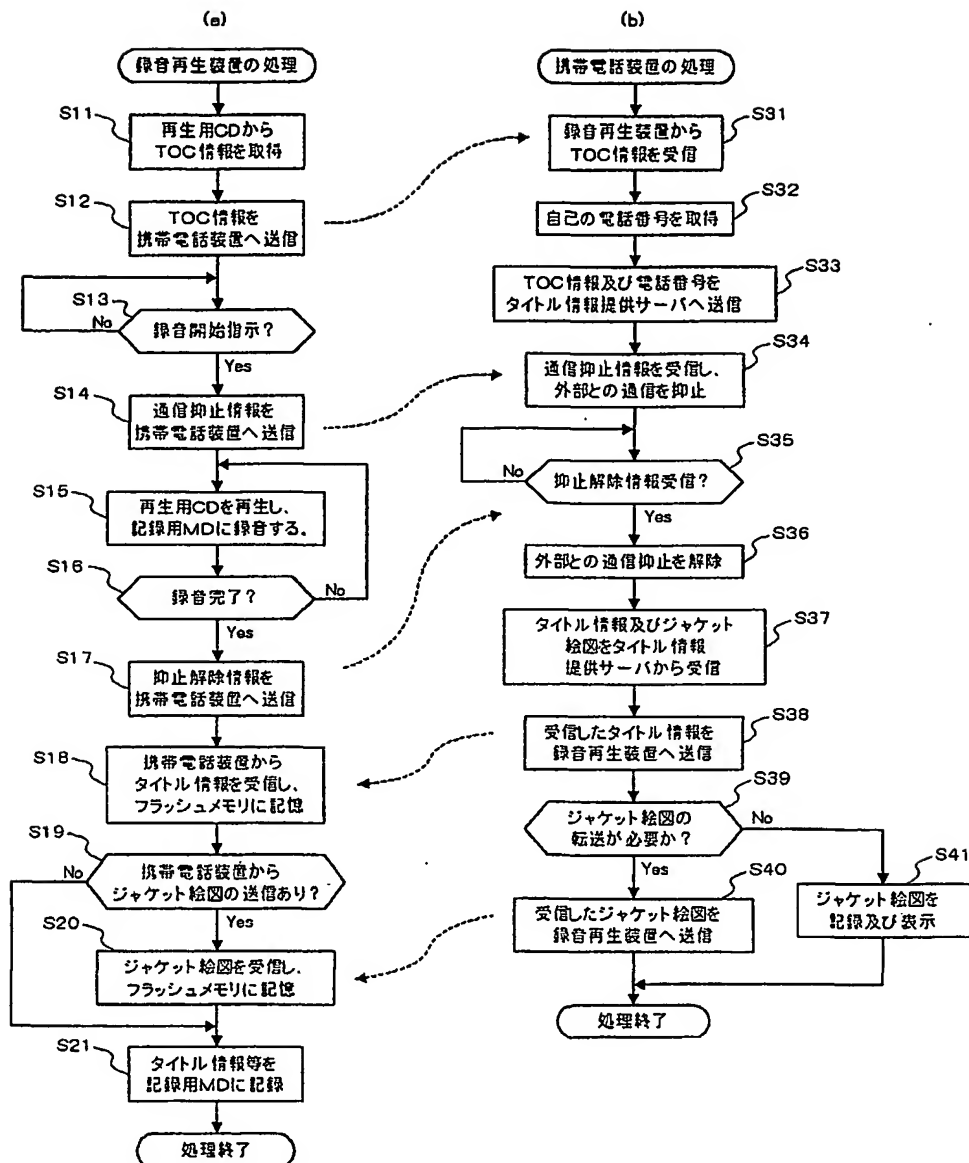 (a)
録音再生装置の処理
S11
再生用CDから
TOC情報を取得
S12
TOC情報を
携帯電話装置へ送信
S13
No
録音開始指示?
Yes
S14
通信抑止情報を
携帯電話装置へ送信
S15
再生用CDを再生し、
記録用MDに録音する。
S16
録音完了?
No
Yes
S17
抑止解除情報を
携帯電話装置へ送信
S18
携帯電話装置から
タイトル情報を受信し、
フラッシュメモリに記憶
S19
No
携帯電話装置から
ジャケット絵図の送信あり?
Yes
S20
ジャケット絵図を受信し、
フラッシュメモリに記憶
S21
タイトル情報等を
記録用MDに記録
処理終了
(b)
携帯電話装置の処理
S31
録音再生装置から
TOC情報を受信
S32
自己の電話番号を取得
S33
TOC情報及び電話番号を
タイトル情報提供サーバへ送信
S34
通信抑止情報を受信し、
外部との通信を抑止
S35
No
抑止解除情報受信?
Yes
S36
外部との通信抑止を解除
S37
タイトル情報及びジャケット
絵図をタイトル情報
提供サーバから受信
S38
受信したタイトル情報を
録音再生装置へ送信
S39
ジャケット絵図の
転送が必要か?
No
Yes
S40
受信したジャケット絵図を
録音再生装置へ送信
S41
ジャケット絵図を
記録及び表示
処理終了